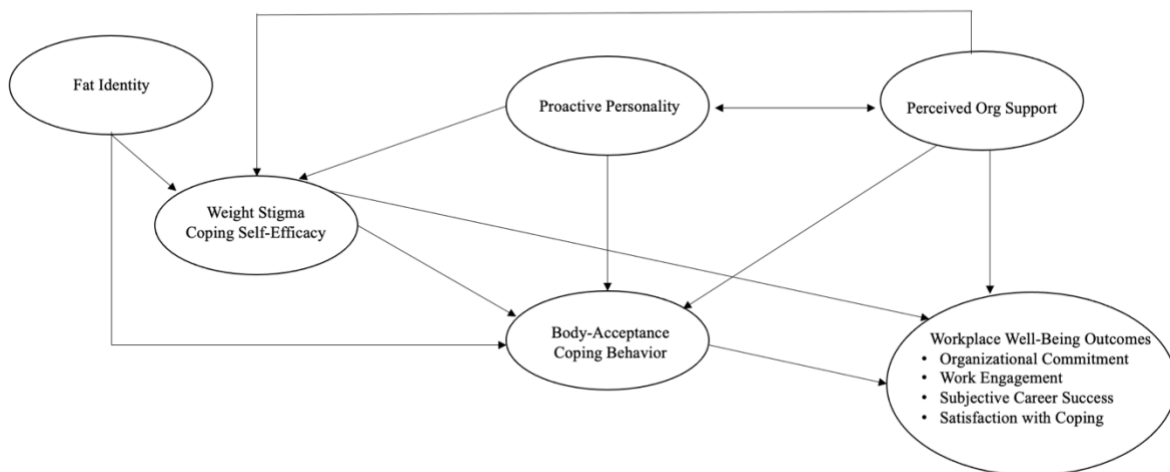 Fat Identity
Proactive Personality
Perceived Org Support
Weight Stigma
Coping Self-Efficacy
Body-Acceptance
Coping Behavior
Workplace Well-Being Outcomes
• Organizational Commitment
• Work Engagement
• Subjective Career Success
• Satisfaction with Coping